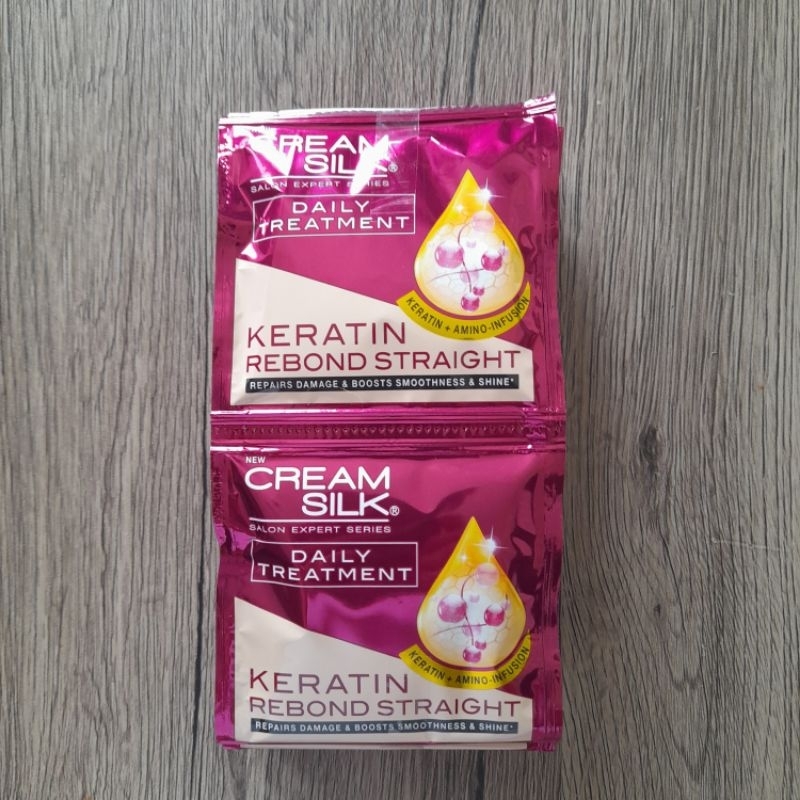 CREAM
SILK®
SALON EXPERT SERIES
DAILY
TREATMENT
KERATIN + AMINO-INFUSION
KERATIN
REBOND STRAIGHT
REPAIRS DAMAGE & BOOSTS SMOOTHNESS & SHINE*
NEW
CREAM
SILK®
SALON EXPERT SERIES
DAILY
TREATMENT
KERATIN + AMINO-INFUSION
KERATIN
REBOND STRAIGHT
REPAIRS DAMAGE & BOOSTS SMOOTHNESS & SHINE*